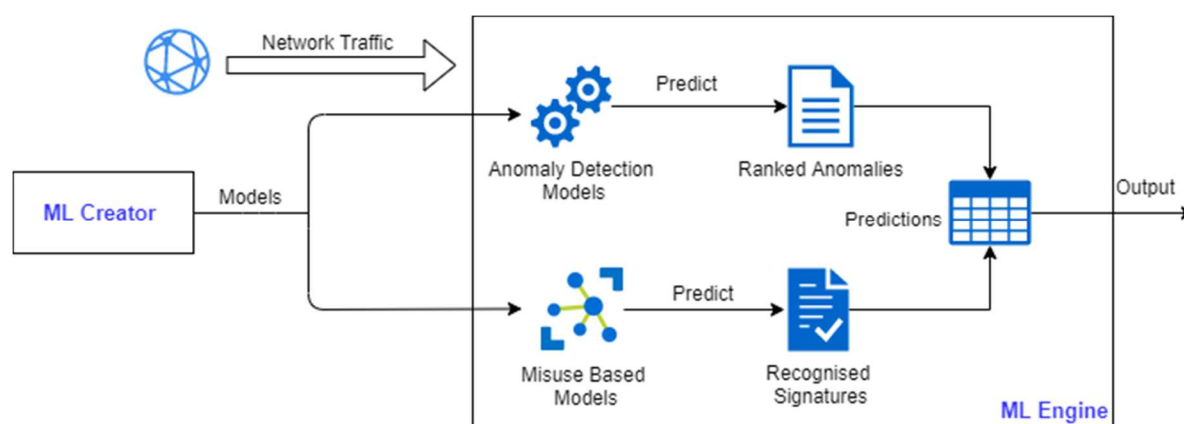 Network Traffic
Predict
Anomaly Detection
Models
Ranked Anomalies
ML Creator
Models
Predictions
Output
Predict
Misuse Based
Models
Recognised
Signatures
ML Engine